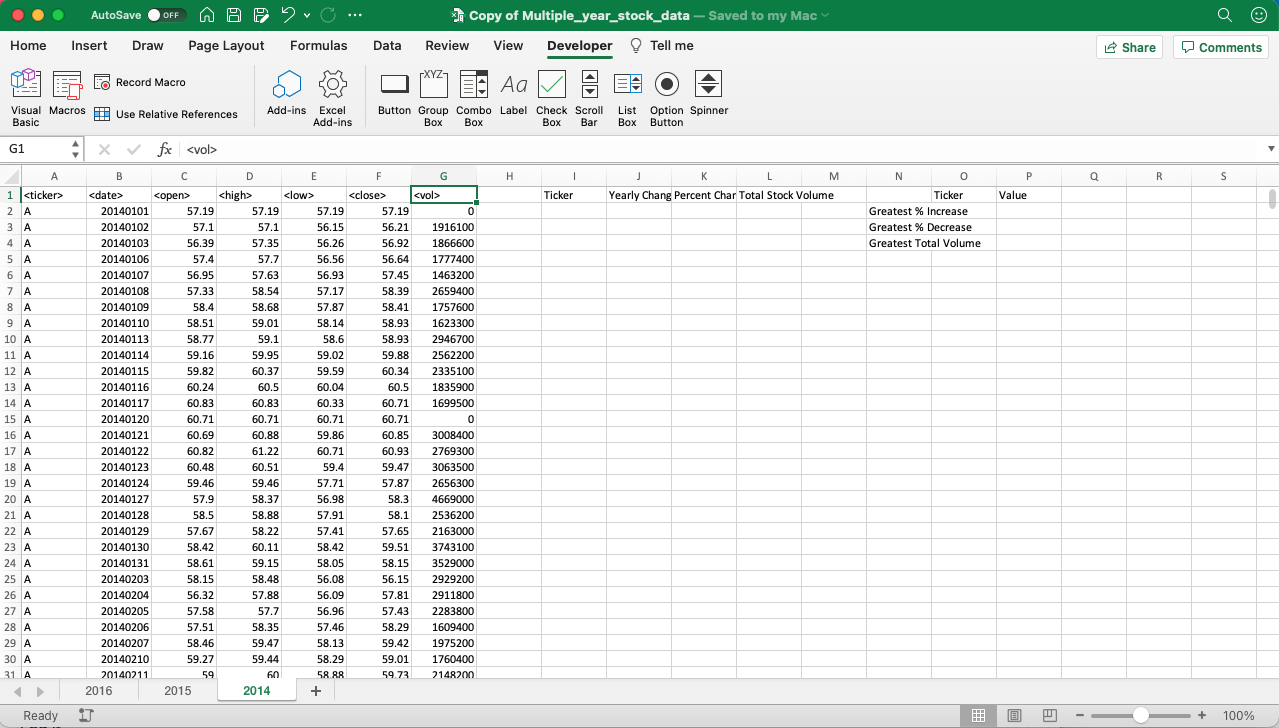 AutoSave OFF Copy of Multiple_year_stock_data — Saved to my Mac
Home Insert Draw Page Layout Formulas Data Review View Developer Tell me Share Comments
Visual Basic Macros Record Macro Use Relative References Add-ins Excel Add-ins Button XYZ Group Box Combo Box Aa Label Check Box Scroll Bar List Box Option Button Spinner
G1 fx <vol>
A B C D E F G H I J K L M N O P Q R S
1 <ticker> <date> <open> <high> <low> <close> <vol> Ticker Yearly Chang Percent Char Total Stock Volume Ticker Value
2 A 20140101 57.19 57.19 57.19 57.19 0 Greatest % Increase
3 A 20140102 57.1 57.1 56.15 56.21 1916100 Greatest % Decrease
4 A 20140103 56.39 57.35 56.26 56.92 1866600 Greatest Total Volume
5 A 20140106 57.4 57.7 56.56 56.64 1777400
6 A 20140107 56.95 57.63 56.93 57.45 1463200
7 A 20140108 57.33 58.54 57.17 58.39 2659400
8 A 20140109 58.4 58.68 57.87 58.41 1757600
9 A 20140110 58.51 59.01 58.14 58.93 1623300
10 A 20140113 58.77 59.1 58.6 58.93 2946700
11 A 20140114 59.16 59.95 59.02 59.88 2562200
12 A 20140115 59.82 60.37 59.59 60.34 2335100
13 A 20140116 60.24 60.5 60.04 60.5 1835900
14 A 20140117 60.83 60.83 60.33 60.71 1699500
15 A 20140120 60.71 60.71 60.71 60.71 0
16 A 20140121 60.69 60.88 59.86 60.85 3008400
17 A 20140122 60.82 61.22 60.71 60.93 2769300
18 A 20140123 60.48 60.51 59.4 59.47 3063500
19 A 20140124 59.46 59.46 57.71 57.87 2656300
20 A 20140127 57.9 58.37 56.98 58.3 4669000
21 A 20140128 58.5 58.88 57.91 58.1 2536200
22 A 20140129 57.67 58.22 57.41 57.65 2163000
23 A 20140130 58.42 60.11 58.42 59.51 3743100
24 A 20140131 58.61 59.15 58.05 58.15 3529000
25 A 20140203 58.15 58.48 56.08 56.15 2929200
26 A 20140204 56.32 57.88 56.09 57.81 2911800
27 A 20140205 57.58 57.7 56.96 57.43 2283800
28 A 20140206 57.51 58.35 57.46 58.29 1609400
29 A 20140207 58.46 59.47 58.13 59.42 1975200
30 A 20140210 59.27 59.44 58.29 59.01 1760400
31 A 20140211 59 60 58.88 59.73 2148200
2016 2015 2014
Ready 100%